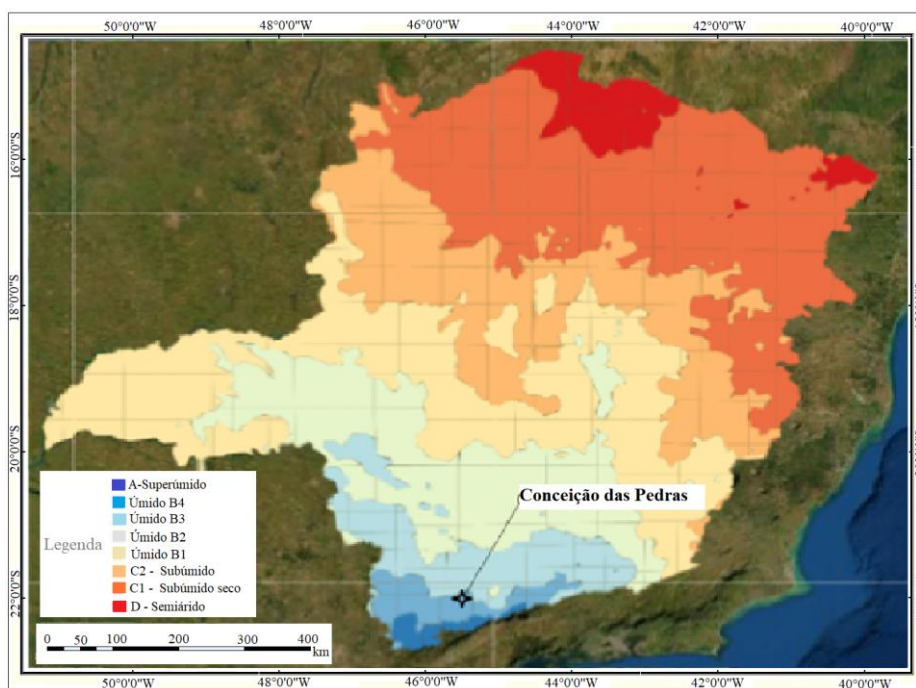 50°0'0"W 48°0'0"W 46°0'0"W 44°0'0"W 42°0'0"W 40°0'0"W
16°0'0"S
18°0'0"S
20°0'0"S
22°0'0"S
Conceição das Pedras
Legenda
A-Superúmido
Úmido B4
Úmido B3
Úmido B2
Úmido B1
C2 - Subúmido
C1 - Subúmido seco
D - Semiárido
0 50 100 200 300 400
km
50°0'0"W 48°0'0"W 46°0'0"W 44°0'0"W 42°0'0"W 40°0'0"W